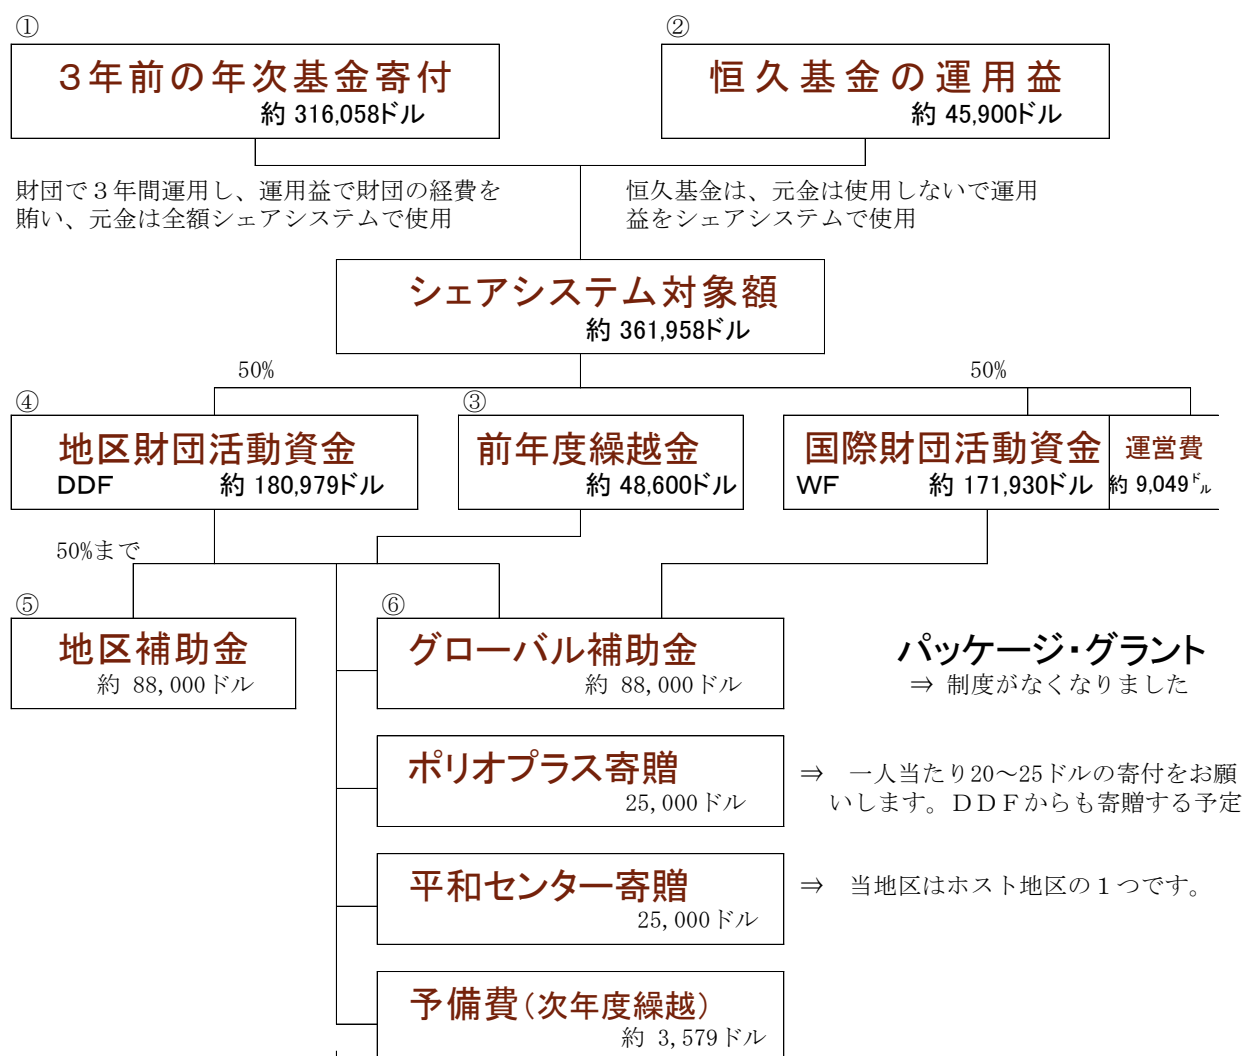 ①
３年前の年次基金寄付
約 316,058ドル
②
恒久基金の運用益
約 45,900ドル
財団で３年間運用し、運用益で財団の経費を
賄い、元金は全額シェアシステムで使用
恒久基金は、元金は使用しないで運用
益をシェアシステムで使用
シェアシステム対象額
約 361,958ドル
50%
50%
④
地区財団活動資金
ＤＤＦ 約 180,979ドル
③
前年度繰越金
約 48,600ドル
国際財団活動資金
ＷＦ 約 171,930ドル
運営費
約 9,049ドル
50%まで
⑤
地区補助金
約 88,000ドル
⑥
グローバル補助金
約 88,000ドル
パッケージ・グラント
⇒ 制度がなくなりました
ポリオプラス寄贈
25,000ドル
⇒ 一人当たり20～25ドルの寄付をお願
いします。ＤＤＦからも寄贈する予定
平和センター寄贈
25,000ドル
⇒ 当地区はホスト地区の１つです。
予備費（次年度繰越）
約 3,579ドル